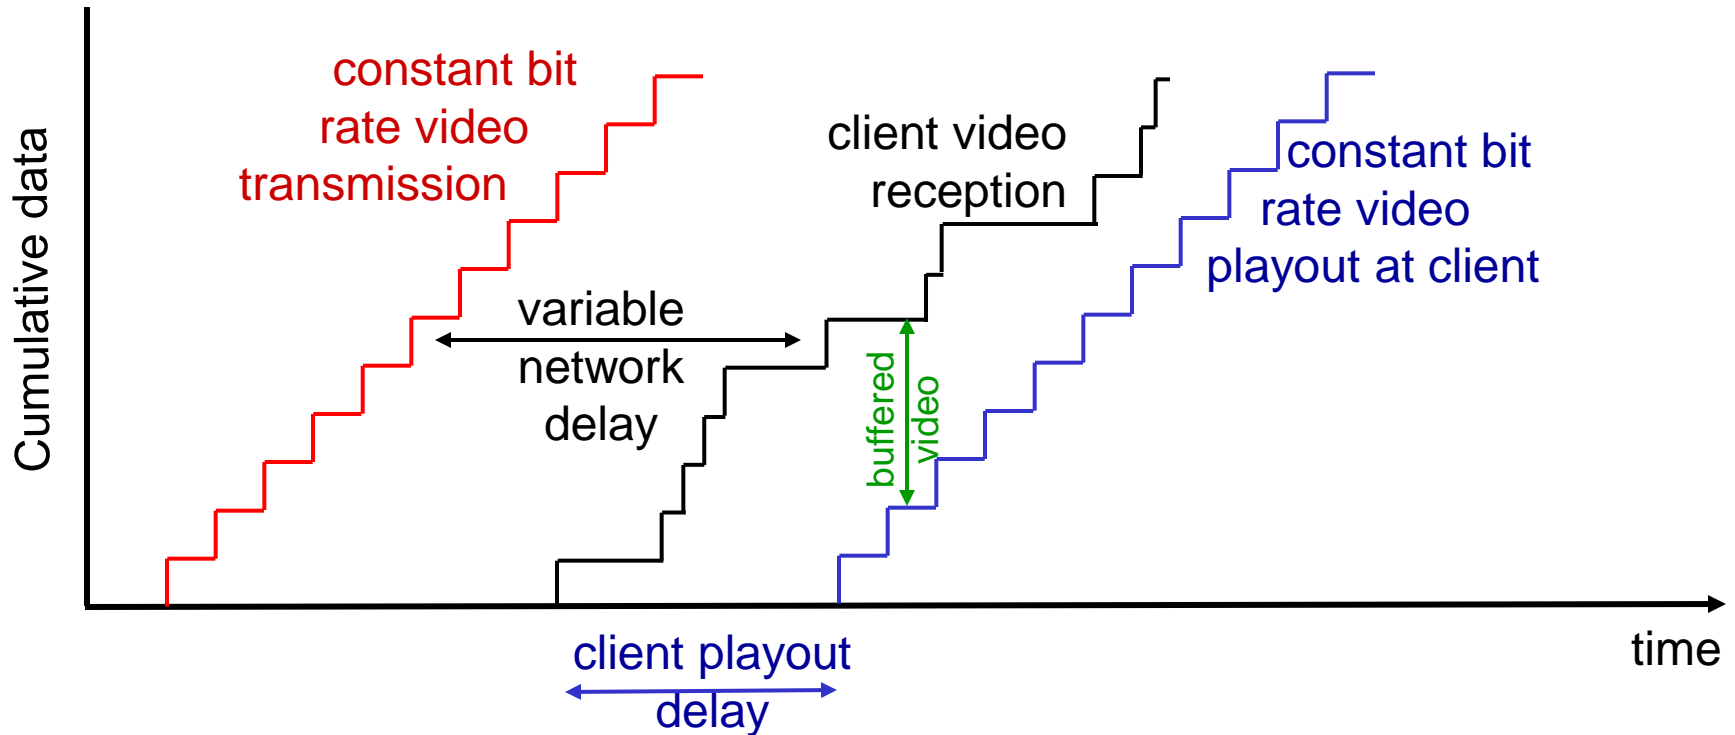 constant bit
rate video
transmission
client video
reception
constant bit
rate video
playout at client
Cumulative data
variable
network
delay
buffered
video
client playout
delay
time